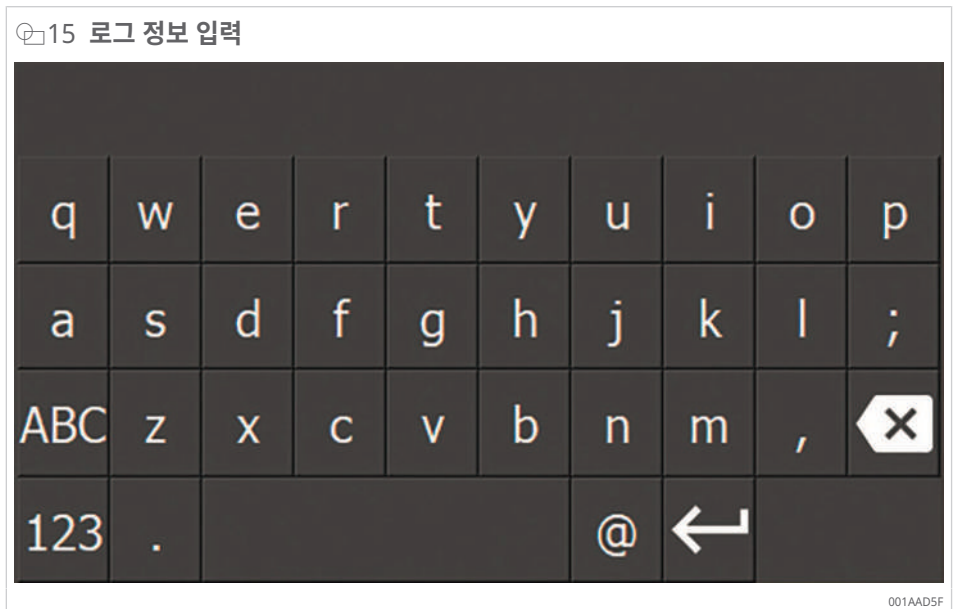 15 로그 정보 입력
q w e r t y u i o p
a s d f g h j k l ;
ABC z x c v b n m ,
123 . @
001AAD5F